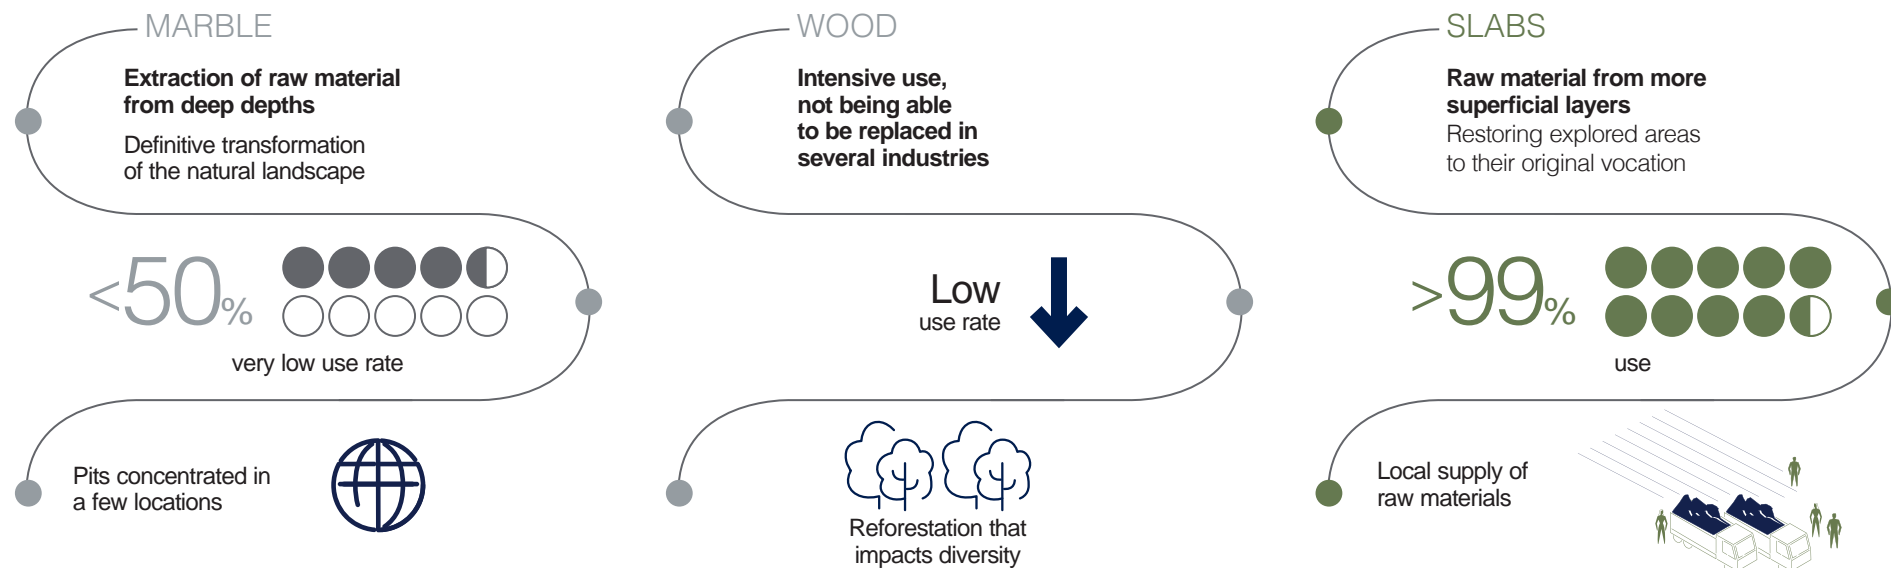 MARBLE
Extraction of raw material
from deep depths
Definitive transformation
of the natural landscape
<50%
very low use rate
Pits concentrated in
a few locations
WOOD
Intensive use,
not being able
to be replaced in
several industries
Low
use rate
Reforestation that
impacts diversity
SLABS
Raw material from more
superficial layers
Restoring explored areas
to their original vocation
>99%
use
Local supply of
raw materials